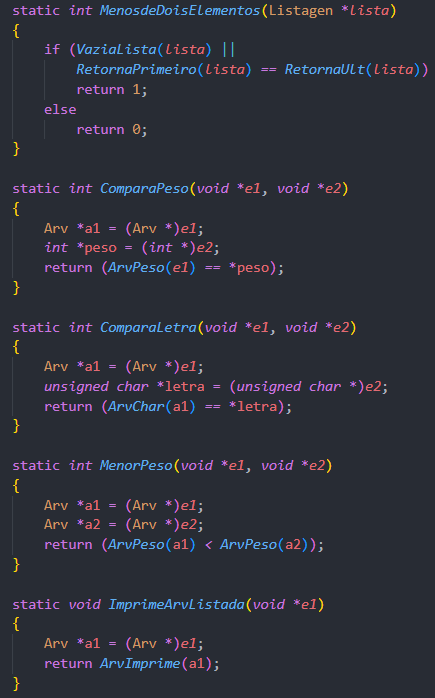 static int MenosdeDoisElementos(Listagen *lista)
{
    if (VaziaLista(lista) ||
        RetornaPrimeiro(lista) == RetornaUlt(lista))
        return 1;
    else
        return 0;
}

static int ComparaPeso(void *e1, void *e2)
{
    Arv *a1 = (Arv *)e1;
    int *peso = (int *)e2;
    return (ArvPeso(e1) == *peso);
}

static int ComparaLetra(void *e1, void *e2)
{
    Arv *a1 = (Arv *)e1;
    unsigned char *letra = (unsigned char *)e2;
    return (ArvChar(a1) == *letra);
}

static int MenorPeso(void *e1, void *e2)
{
    Arv *a1 = (Arv *)e1;
    Arv *a2 = (Arv *)e2;
    return (ArvPeso(a1) < ArvPeso(a2));
}

static void ImprimeArvListada(void *e1)
{
    Arv *a1 = (Arv *)e1;
    return ArvImprime(a1);
}